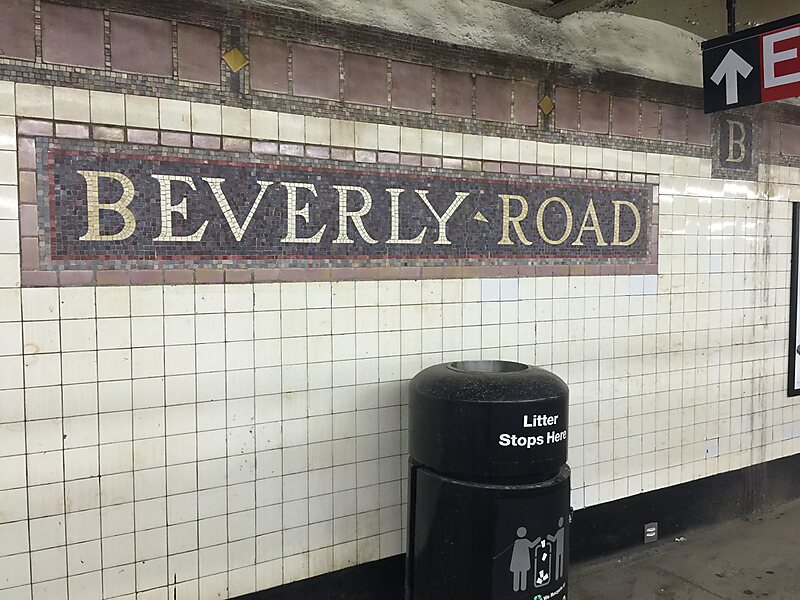 BEVERLY ROAD
E
B
Litter
Stops Here